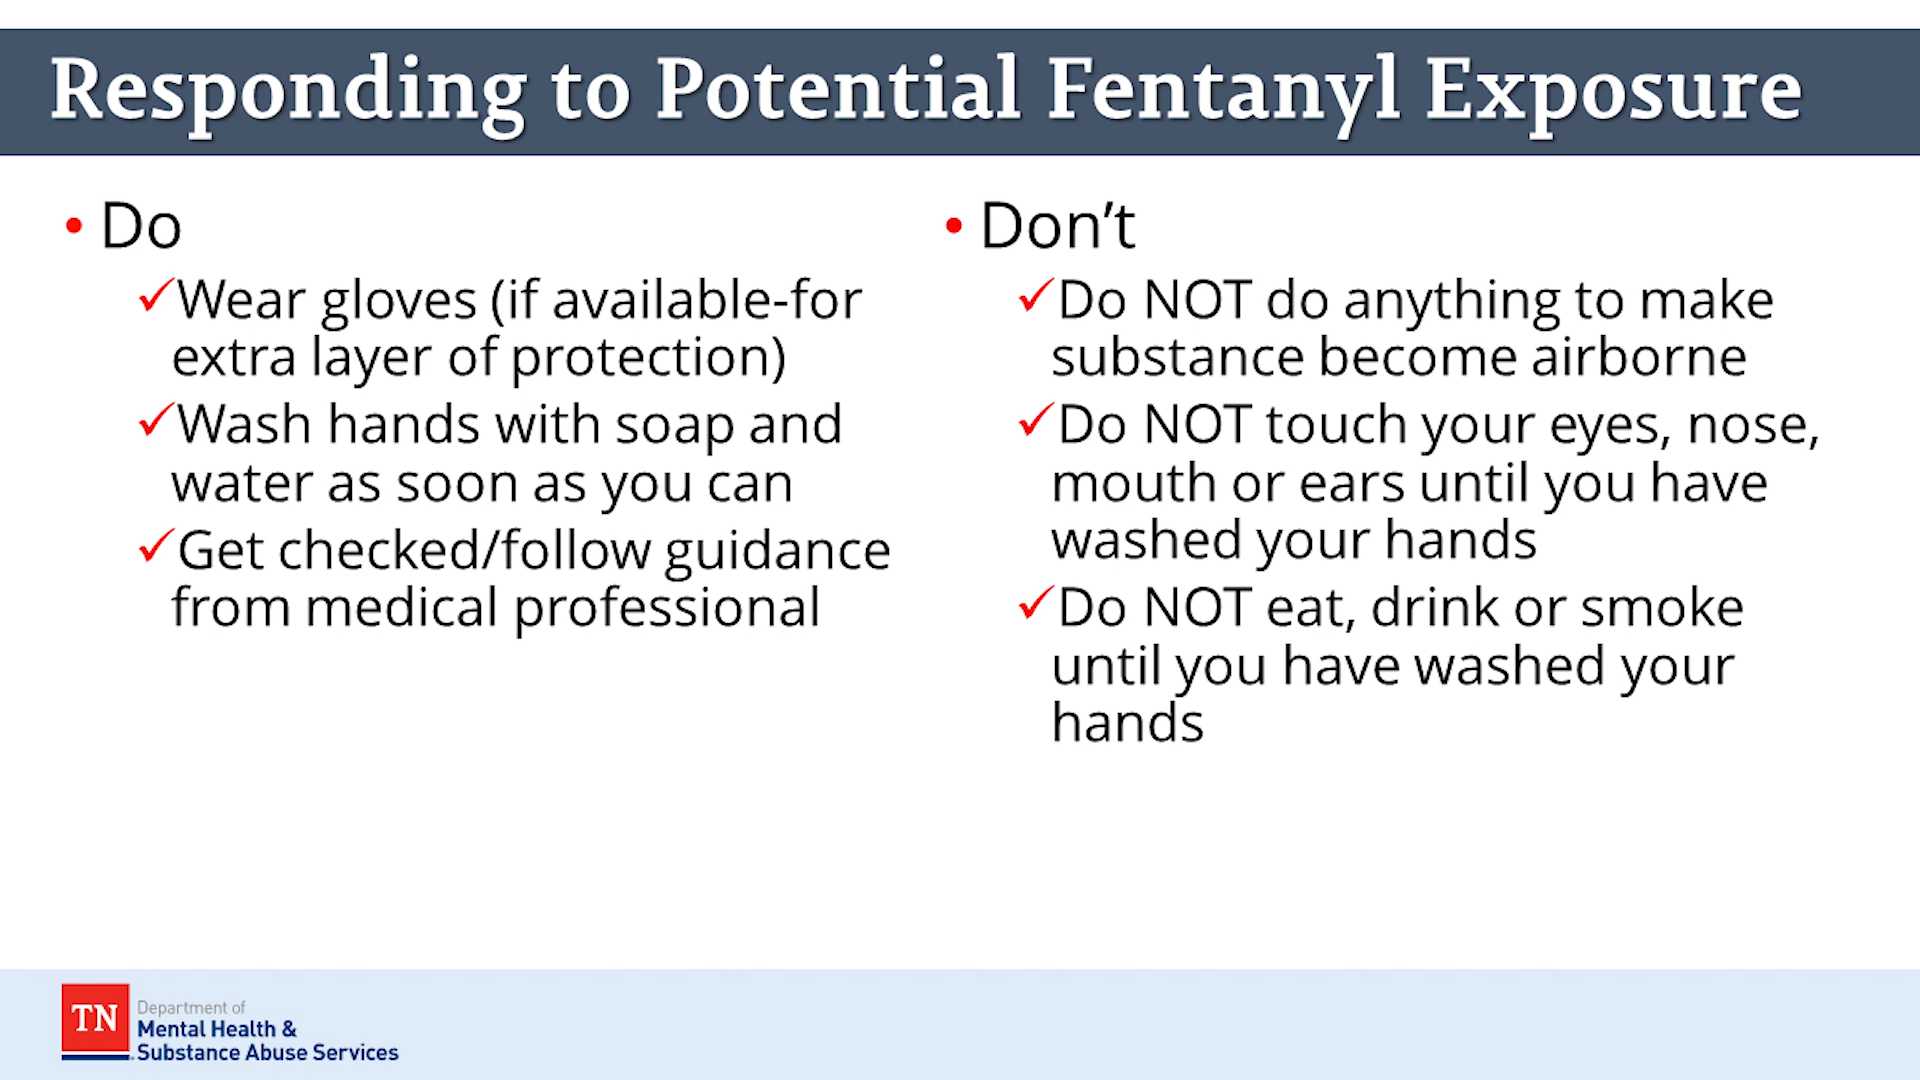 Responding to Potential Fentanyl Exposure
• Do
✓Wear gloves (if available-for
extra layer of protection)
✓Wash hands with soap and
water as soon as you can
✓Get checked/follow guidance
from medical professional
• Don’t
✓Do NOT do anything to make
substance become airborne
✓Do NOT touch your eyes, nose,
mouth or ears until you have
washed your hands
✓Do NOT eat, drink or smoke
until you have washed your
hands
TN
Department of
Mental Health &
Substance Abuse Services